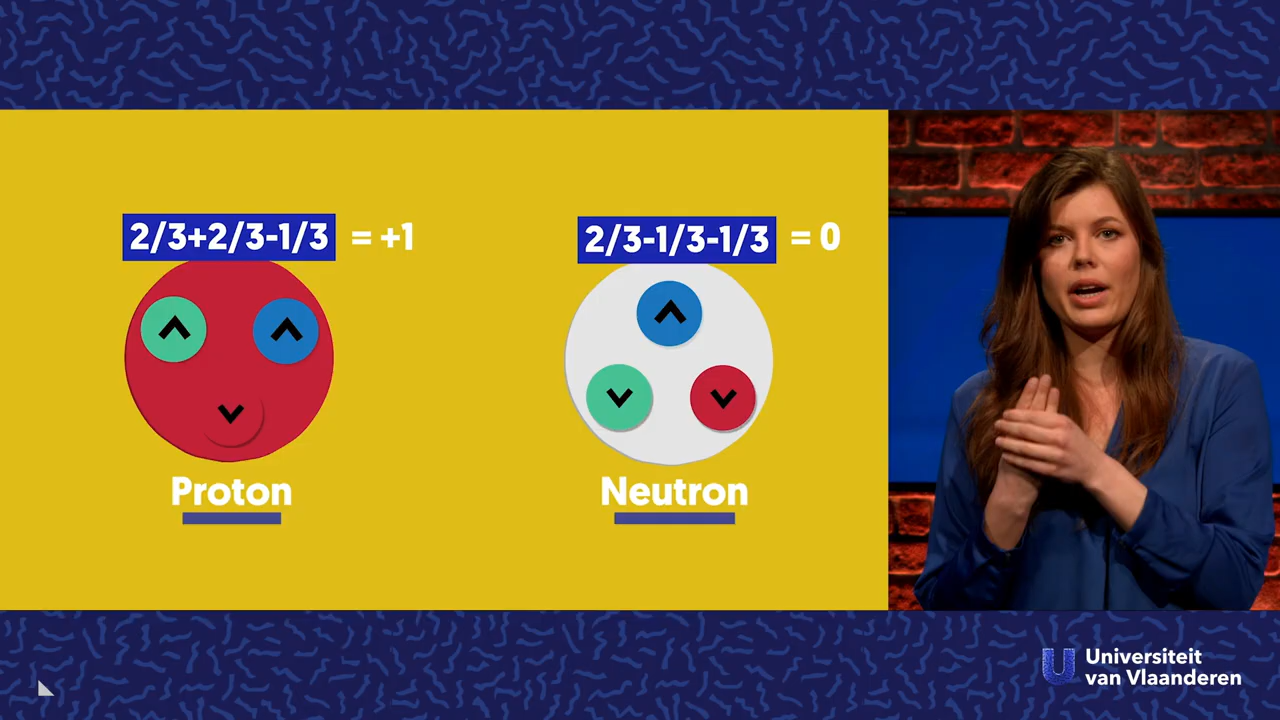 2/3+2/3-1/3 = +1
2/3-1/3-1/3 = 0
Proton
Neutron
Universiteit
van Vlaanderen